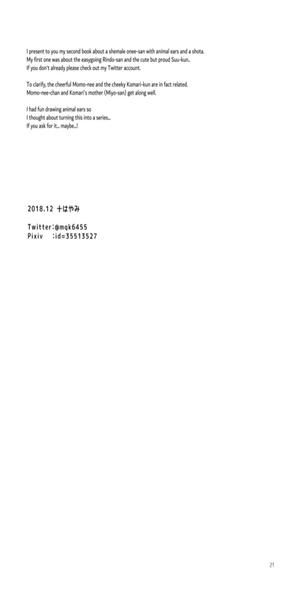 I present to you my second book about a shemale onee-san with animal ears and a shota.
My first one was about the easygoing Rindo-san and the cute but proud Suu-kun.
If you don't already please check out my Twitter account.
To clarify, the cheerful Momo-nee and the cheeky Komari-kun are in fact related.
Momo-nee-chan and Komari's mother (Miyo-san) get along well.
I had fun drawing animal ears so
I thought about turning this into a series...
If you ask for it... maybe...!
2018.12 十はやみ
Twitter:@mqk6455
Pixiv :id=35513527
21